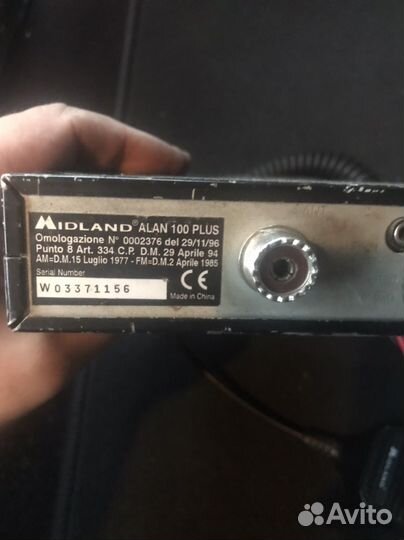 MIDLAND® ALAN 100 PLUS
Omologazione N° 0002376 del 29/11/96
Punto 8 Art. 334 C.P. D.M. 29 Aprile 94
AM=D.M.15 Luglio 1977 - FM=D.M.2 Aprile 1985
Serial Number
W 03371156
CE
Made in China
Avito